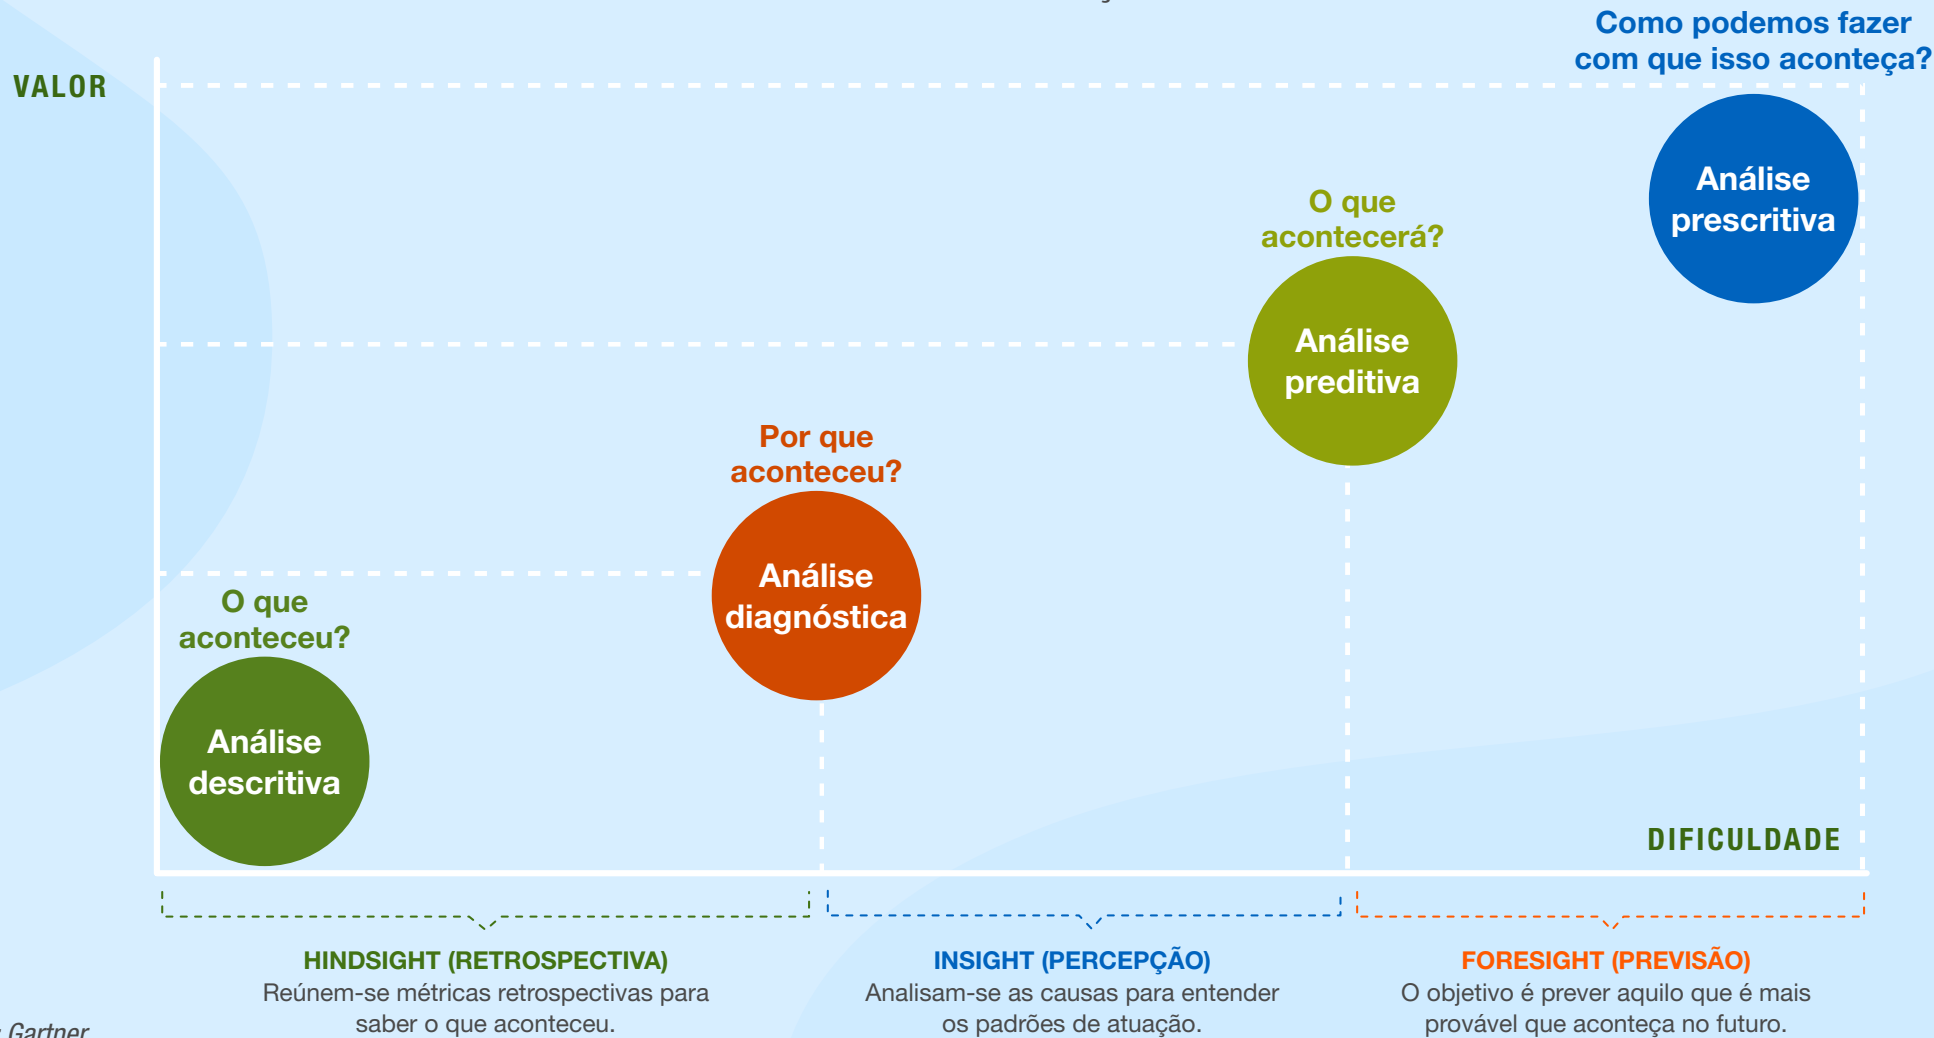 Como podemos fazer
com que isso aconteça?
VALOR
Análise
prescritiva
O que
acontecerá?
Análise
preditiva
Por que
aconteceu?
Análise
diagnóstica
O que
aconteceu?
Análise
descritiva
DIFICULDADE
HINDSIGHT (RETROSPECTIVA)
Reúnem-se métricas retrospectivas para
saber o que aconteceu.
INSIGHT (PERCEPÇÃO)
Analisam-se as causas para entender
os padrões de atuação.
FORESIGHT (PREVISÃO)
O objetivo é prever aquilo que é mais
provável que aconteça no futuro.
Gartner